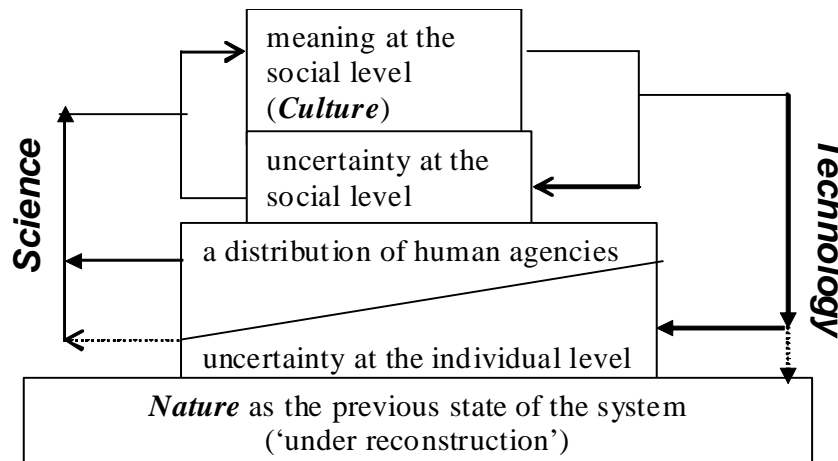 meaning at the
social level
(Culture)
uncertainty at the
social level
Science
Technology
a distribution of human agencies
uncertainty at the individual level
Nature as the previous state of the system
(‘under reconstruction’)